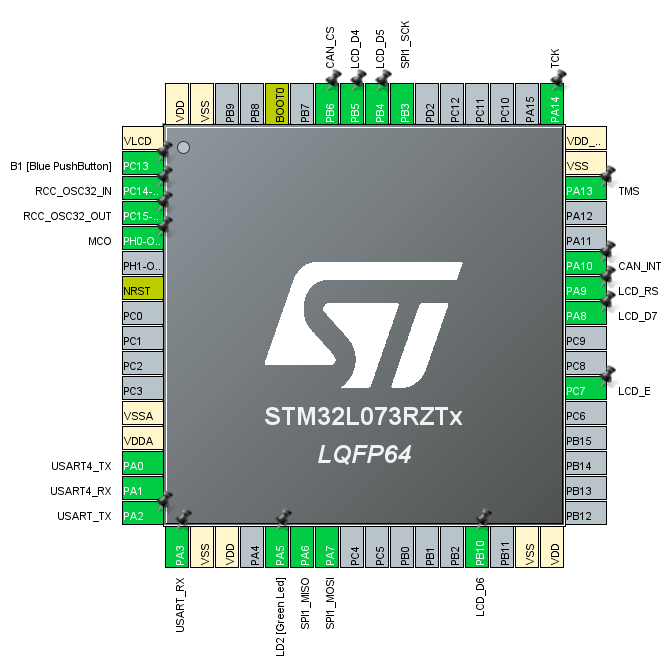 CAN_CS
LCD_D4
LCD_D5
SPI1_SCK
TCK
VDD
VSS
PB9
PB8
BOOT0
PB7
PB6
PB5
PB4
PB3
PD2
PC12
PC11
PC10
PA15
PA14
VLCD
B1 [Blue PushButton] PC13
RCC_OSC32_IN PC14-..
RCC_OSC32_OUT PC15-..
MCO PH0-O..
PH1-O..
NRST
PC0
PC1
PC2
PC3
VSSA
VDDA
USART4_TX PA0
USART4_RX PA1
USART_TX PA2
VDD_..
VSS
PA13 TMS
PA12
PA11
PA10 CAN_INT
PA9 LCD_RS
PA8 LCD_D7
PC9
PC8
PC7 LCD_E
PC6
PB15
PB14
PB13
PB12
ST
STM32L073RZTx
LQFP64
PA3
VSS
VDD
PA4
PA5
PA6
PA7
PC4
PC5
PB0
PB1
PB2
PB10
PB11
VSS
VDD
USART_RX
LD2 [Green Led]
SPI1_MISO
SPI1_MOSI
LCD_D6